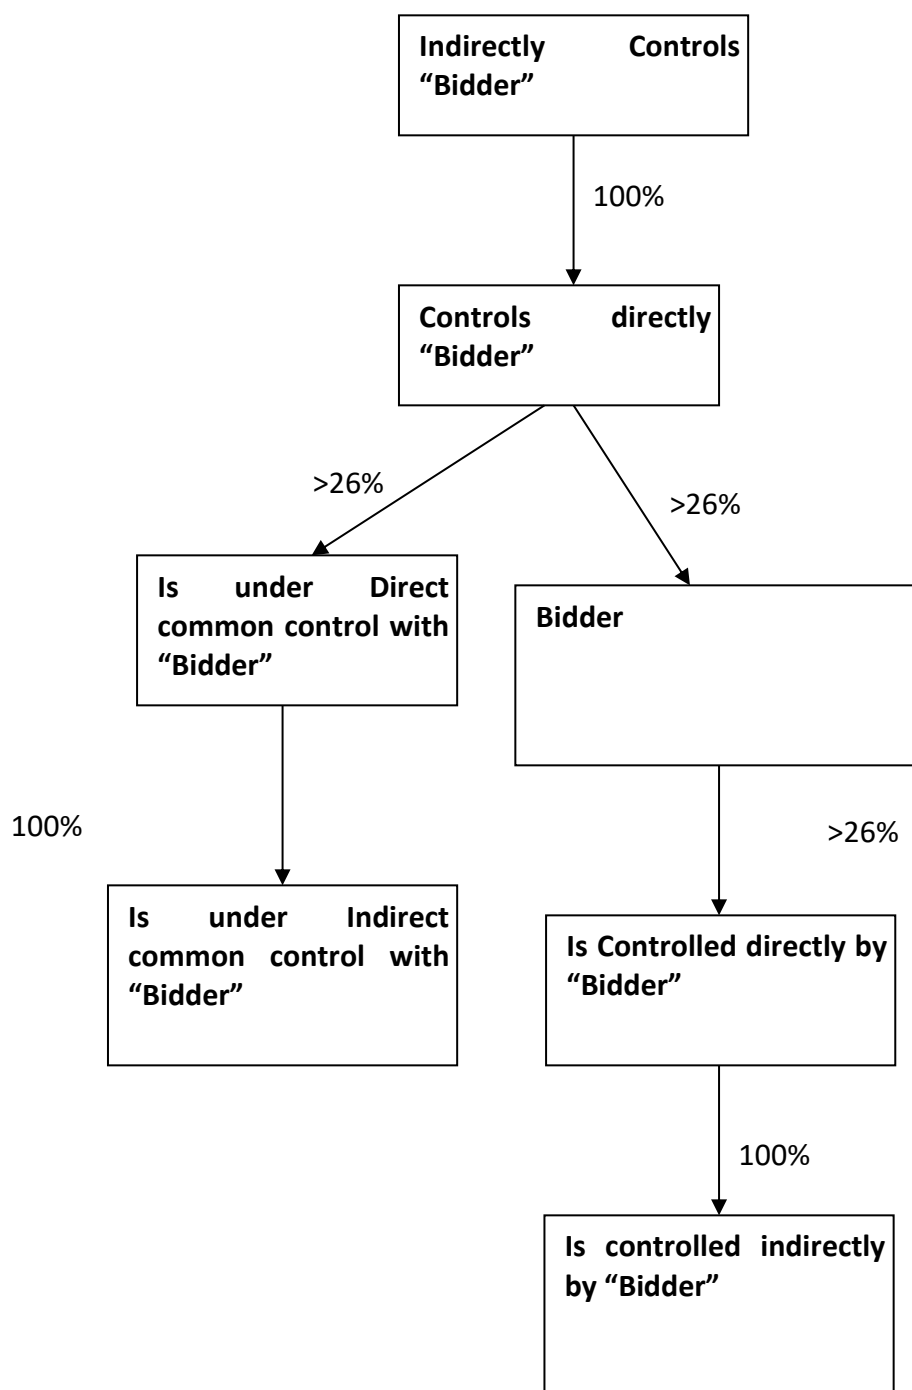 Indirectly Controls
“Bidder”
100%
Controls directly
“Bidder”
>26%
>26%
Is under Direct
common control with
“Bidder”
Bidder
100%
>26%
Is under Indirect
common control with
“Bidder”
Is Controlled directly by
“Bidder”
100%
Is controlled indirectly
by “Bidder”